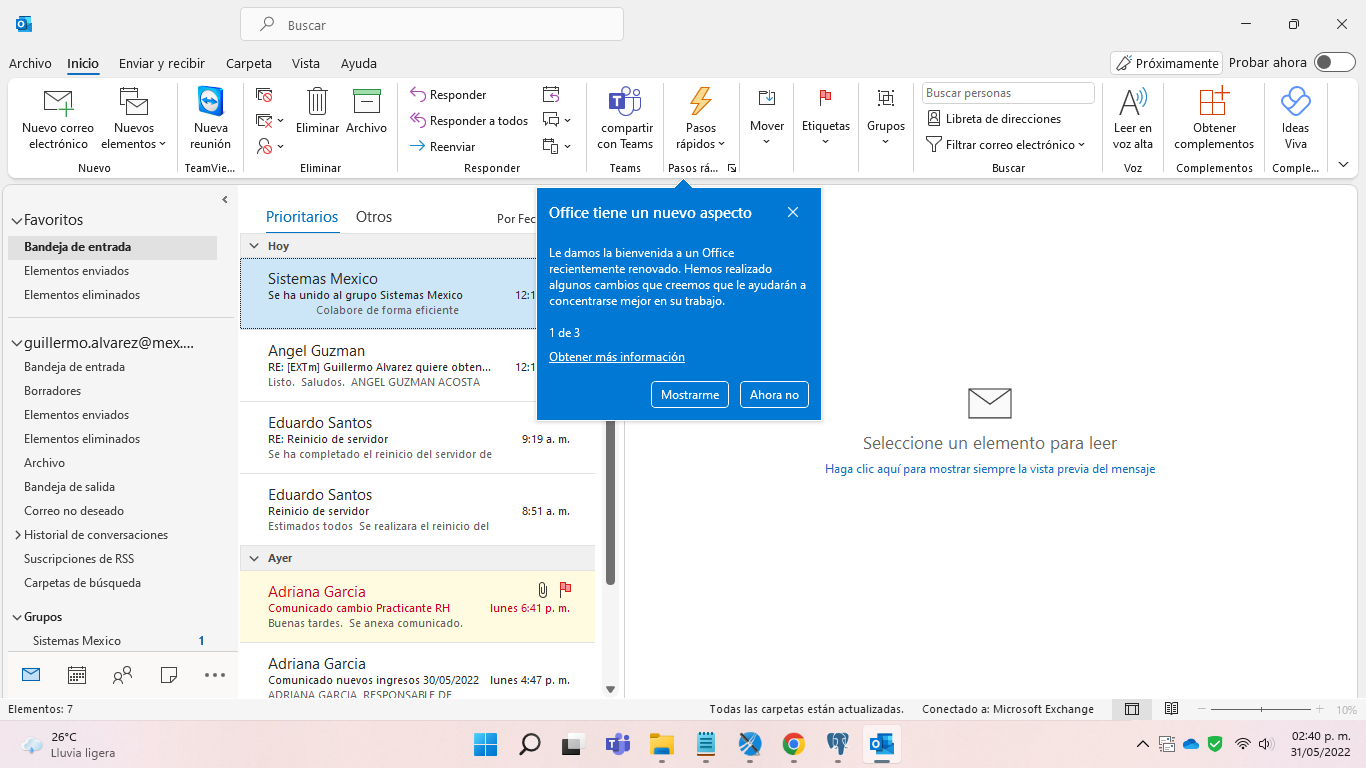 Buscar
Archivo Inicio Enviar y recibir Carpeta Vista Ayuda
Próximamente Probar ahora
Nuevo correo electrónico
Nuevos elementos
Nuevo
Nueva reunión
TeamVie...
Eliminar
Archivo
Eliminar
Responder
Responder a todos
Reenviar
Responder
compartir con Teams
Teams
Pasos rápidos
Pasos rá...
Mover
Etiquetas
Grupos
Buscar personas
Libreta de direcciones
Filtrar correo electrónico
Buscar
Leer en voz alta
Voz
Obtener complementos
Complementos
Ideas Viva
Comple...
Favoritos
Bandeja de entrada
Elementos enviados
Elementos eliminados
guillermo.alvarez@mex....
Bandeja de entrada
Borradores
Elementos enviados
Elementos eliminados
Archivo
Bandeja de salida
Correo no deseado
Historial de conversaciones
Suscripciones de RSS
Carpetas de búsqueda
Grupos
Sistemas Mexico 1
Prioritarios Otros Por Fec
Hoy
Sistemas Mexico
Se ha unido al grupo Sistemas Mexico 12:1
Colabore de forma eficiente
Angel Guzman
RE: [EXTm] Guillermo Alvarez quiere obten... 12:1
Listo. Saludos. ANGEL GUZMAN ACOSTA
Eduardo Santos
RE: Reinicio de servidor 9:19 a. m.
Se ha completado el reinicio del servidor de
Eduardo Santos
Reinicio de servidor 8:51 a. m.
Estimados todos Se realizara el reinicio del
Ayer
Adriana Garcia
Comunicado cambio Practicante RH lunes 6:41 p. m.
Buenas tardes. Se anexa comunicado.
Adriana Garcia
Comunicado nuevos ingresos 30/05/2022 lunes 4:47 p. m.
ADRIANA GARCIA RESPONSABLE DE
Office tiene un nuevo aspecto
Le damos la bienvenida a un Office
recientemente renovado. Hemos realizado
algunos cambios que creemos que le ayudarán a
concentrarse mejor en su trabajo.
1 de 3
Obtener más información
Mostrarme Ahora no
Seleccione un elemento para leer
Haga clic aquí para mostrar siempre la vista previa del mensaje
Elementos: 7 Todas las carpetas están actualizadas. Conectado a: Microsoft Exchange 10%
26°C
Lluvia ligera
02:40 p. m.
31/05/2022